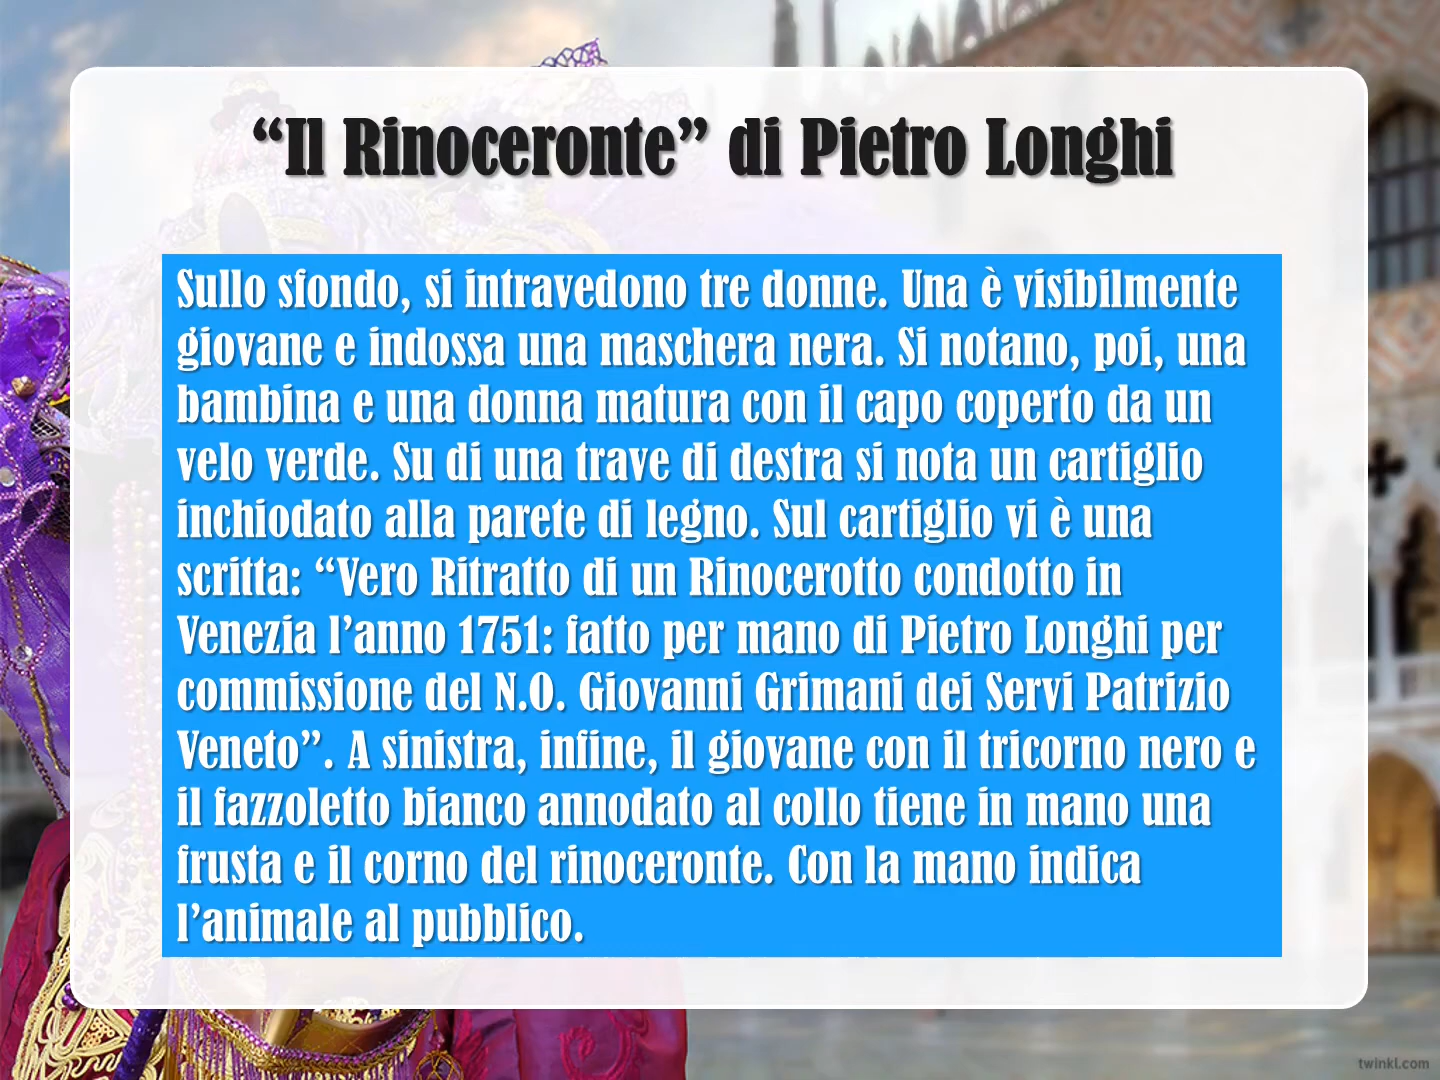 “Il Rinoceronte” di Pietro Longhi
Sullo sfondo, si intravedono tre donne. Una è visibilmente
giovane e indossa una maschera nera. Si notano, poi, una
bambina e una donna matura con il capo coperto da un
velo verde. Su di una trave di destra si nota un cartiglio
inchiodato alla parete di legno. Sul cartiglio vi è una
scritta: “Vero Ritratto di un Rinocerotto condotto in
Venezia l’anno 1751: fatto per mano di Pietro Longhi per
commissione del N.O. Giovanni Grimani dei Servi Patrizio
Veneto”. A sinistra, infine, il giovane con il tricorno nero e
il fazzoletto bianco annodato al collo tiene in mano una
frusta e il corno del rinoceronte. Con la mano indica
l’animale al pubblico.
twinkl.com